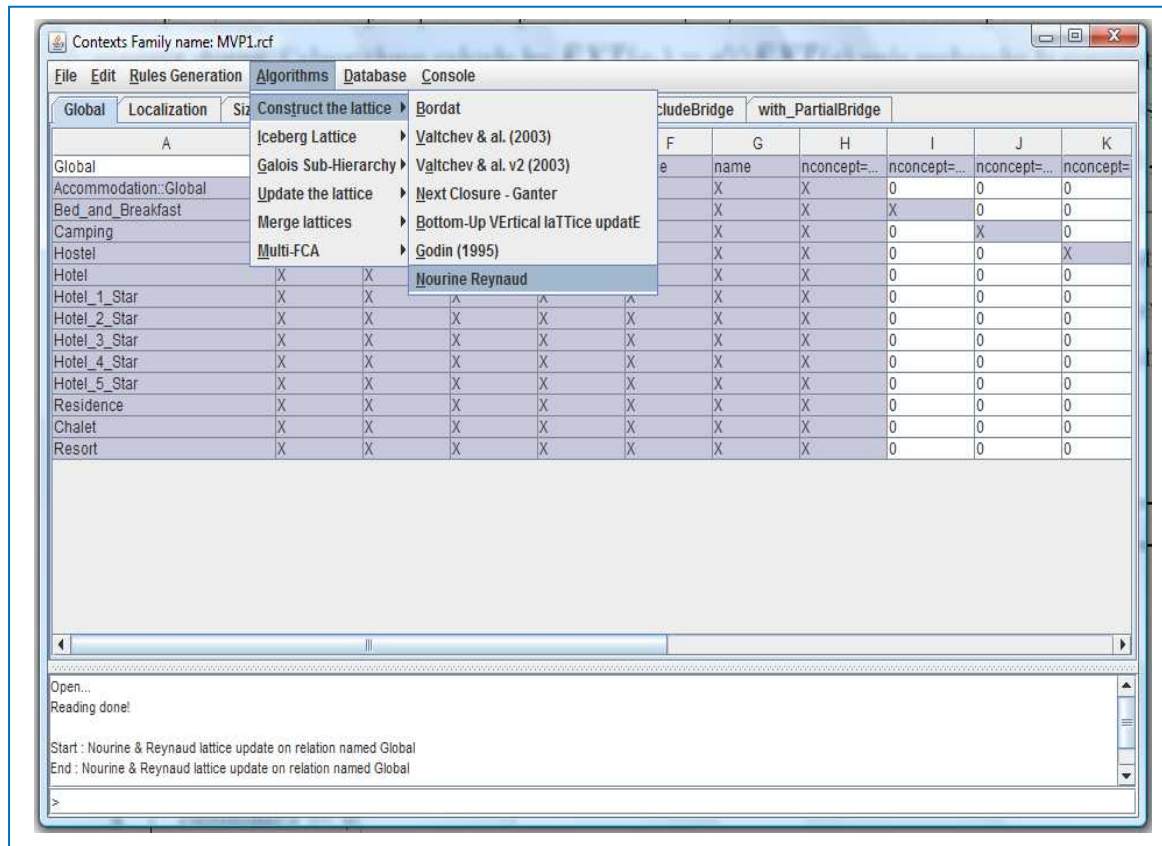 Contexts Family name: MVP1.rcf
File Edit Rules Generation Algorithms Database Console
Global Localization Siz cludeBridge with_PartialBridge
Construct the lattice
Iceberg Lattice
Galois Sub-Hierarchy
Update the lattice
Merge lattices
Multi-FCA
Bordat
Valtchev & al. (2003)
Valtchev & al. v2 (2003)
Next Closure - Ganter
Bottom-Up VErtical laTTice updatE
Godin (1995)
Nourine Reynaud
A F G H I J K
Global e name nconcept=... nconcept=... nconcept=... nconcept=
Accommodation::Global X X 0 0 0
Bed_and_Breakfast X X X 0 0
Camping X X 0 X 0
Hostel X X 0 0 X
Hotel X X X X 0 0 0
Hotel_1_Star X X X X X X X 0 0 0
Hotel_2_Star X X X X X X X 0 0 0
Hotel_3_Star X X X X X X X 0 0 0
Hotel_4_Star X X X X X X X 0 0 0
Hotel_5_Star X X X X X X X 0 0 0
Residence X X X X X X X 0 0 0
Chalet X X X X X X X 0 0 0
Resort X X X X X X X 0 0 0
Open...
Reading done!
Start : Nourine & Reynaud lattice update on relation named Global
End : Nourine & Reynaud lattice update on relation named Global
>